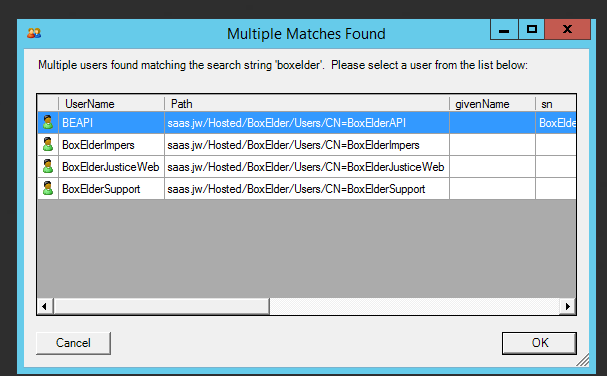 Multiple Matches Found
Multiple users found matching the search string 'boxelder'. Please select a user from the list below:
UserName Path givenName sn
BEAPI saas.jw/Hosted/BoxElder/Users/CN=BoxElderAPI BoxElde
BoxElderImpers saas.jw/Hosted/BoxElder/Users/CN=BoxElderImpers
BoxElderJusticeWeb saas.jw/Hosted/BoxElder/Users/CN=BoxElderJusticeWeb
BoxElderSupport saas.jw/Hosted/BoxElder/Users/CN=BoxElderSupport
Cancel OK